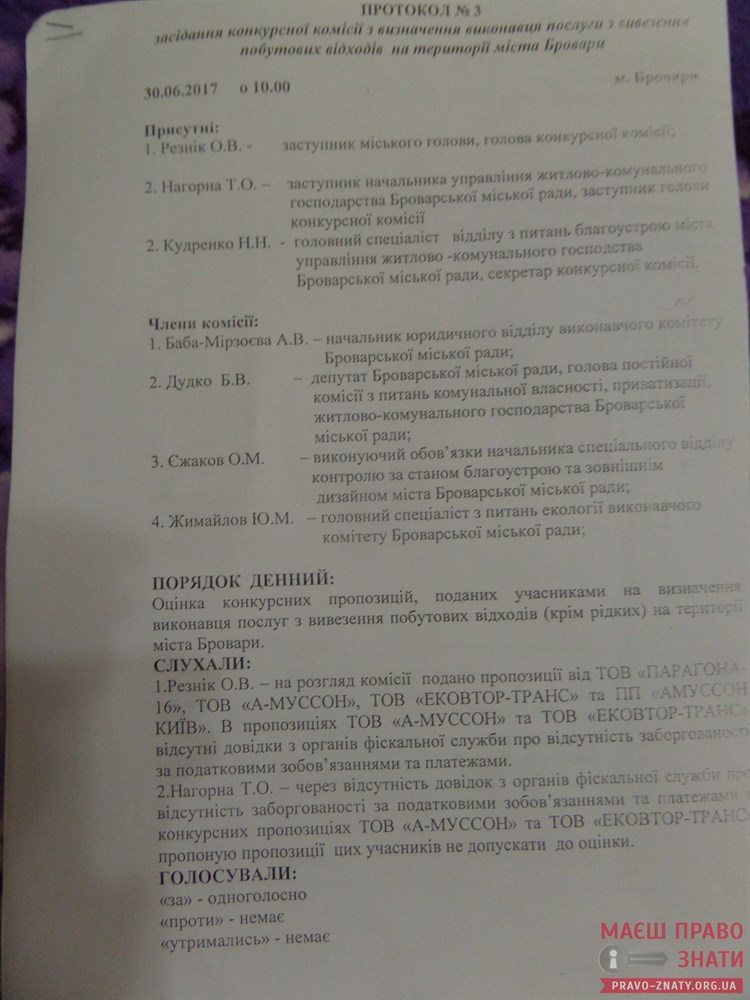 ПРОТОКОЛ № 3
засідання конкурсної комісії з визначення виконавця послуги з вивезення
побутових відходів на території міста Бровари
30.06.2017 о 10.00 м. Бровари
Присутні:
1. Резнік О.В. - заступник міського голови, голова конкурсної комісії;
2. Нагорна Т.О. – заступник начальника управління житлово-комунального
господарства Броварської міської ради, заступник голови
конкурсної комісії
2. Кудренко Н.Н. - головний спеціаліст відділу з питань благоустрою міста
управління житлово -комунального господства
Броварської міської ради, секретар конкурсної комісії.
Члени комісії:
1. Баба-Мірзоєва А.В. – начальник юридичного відділу виконавчого комітету
Броварської міської ради;
2. Дудко Б.В. – депутат Броварської міської ради, голова постійної
комісії з питань комунальної власності, приватизації,
житлово-комунального господарства Броварської
міської ради;
3. Єжаков О.М. – виконуючий обов’язки начальника спеціального відділу
контролю за станом благоустрою та зовнішнім
дизайном міста Броварської міської ради;
4. Жимайлов Ю.М. – головний спеціаліст з питань екології виконавчого
комітету Броварської міської ради;
ПОРЯДОК ДЕННИЙ:
Оцінка конкурсних пропозицій, поданих учасниками на визначення
виконавця послуг з вивезення побутових відходів (крім рідких) на території
міста Бровари.
СЛУХАЛИ:
1.Резнік О.В. – на розгляд комісії подано пропозиції від ТОВ «ПАРАГОНА-
16», ТОВ «А-МУССОН», ТОВ «ЕКОВТОР-ТРАНС» та ПП «АМУССОН
КИЇВ». В пропозиціях ТОВ «А-МУССОН» та ТОВ «ЕКОВТОР-ТРАНС»
відсутні довідки з органів фіскальної служби про відсутність заборгованості
за податковими зобов’язаннями та платежами.
2.Нагорна Т.О. – через відсутність довідок з органів фіскальної служби про
відсутність заборгованості за податковими зобов’язаннями та платежами
конкурсних пропозиціях ТОВ «А-МУССОН» та ТОВ «ЕКОВТОР-ТРАНС»
пропоную пропозиції цих учасників не допускати до оцінки.
ГОЛОСУВАЛИ:
«за» - одноголосно
«проти» - немає
«утримались» - немає
МАЄШ ПРАВО
ЗНАТИ
PRAVO-ZNATY.ORG.UA